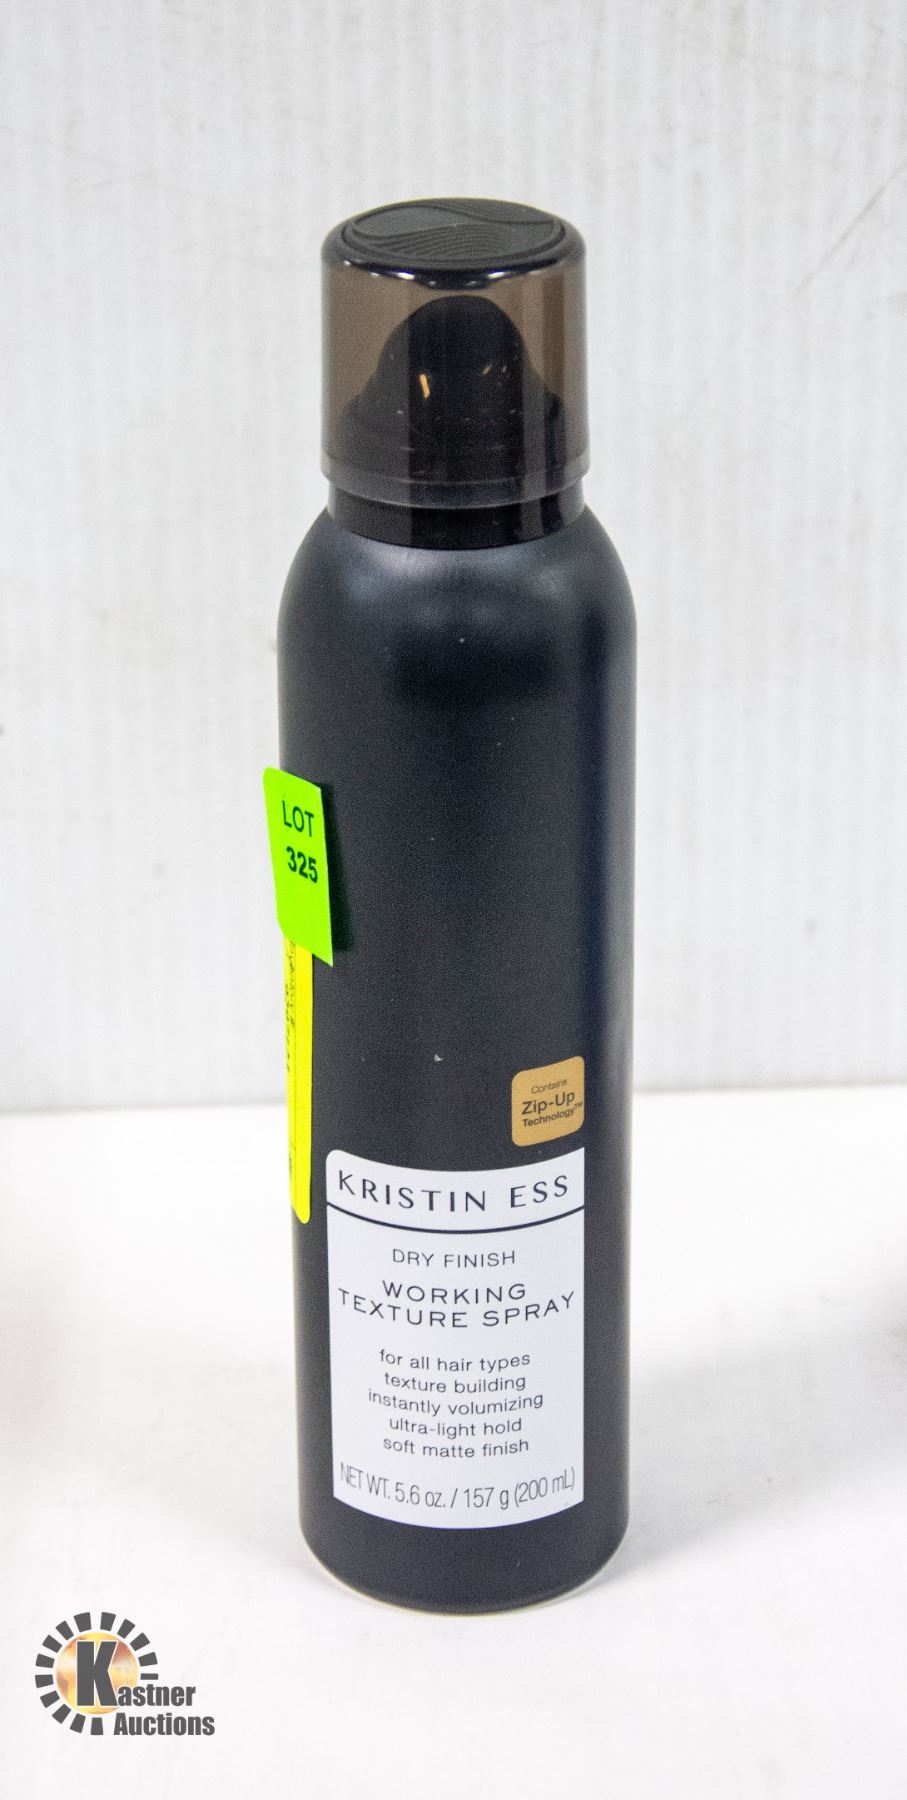 LOT
325
Contains
Zip-Up
Technology™
KRISTIN ESS
DRY FINISH
WORKING
TEXTURE SPRAY
for all hair types
texture building
instantly volumizing
ultra-light hold
soft matte finish
NET WT. 5.6 oz. / 157 g (200 mL)
Kastner
Auctions